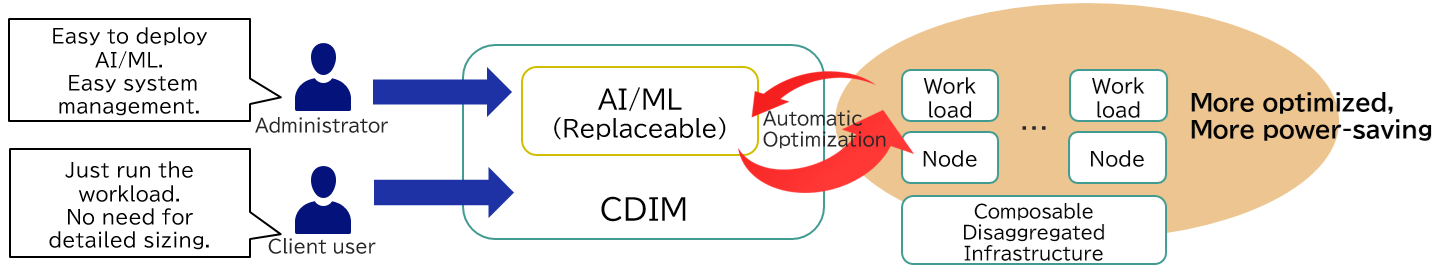 Easy to deploy
AI/ML.
Easy system
management.
Administrator
Just run the
workload.
No need for
detailed sizing.
Client user
AI/ML
(Replaceable)
CDIM
Automatic
Optimization
Work
load
Node
...
Work
load
Node
Composable
Disaggregated
Infrastructure
More optimized,
More power-saving